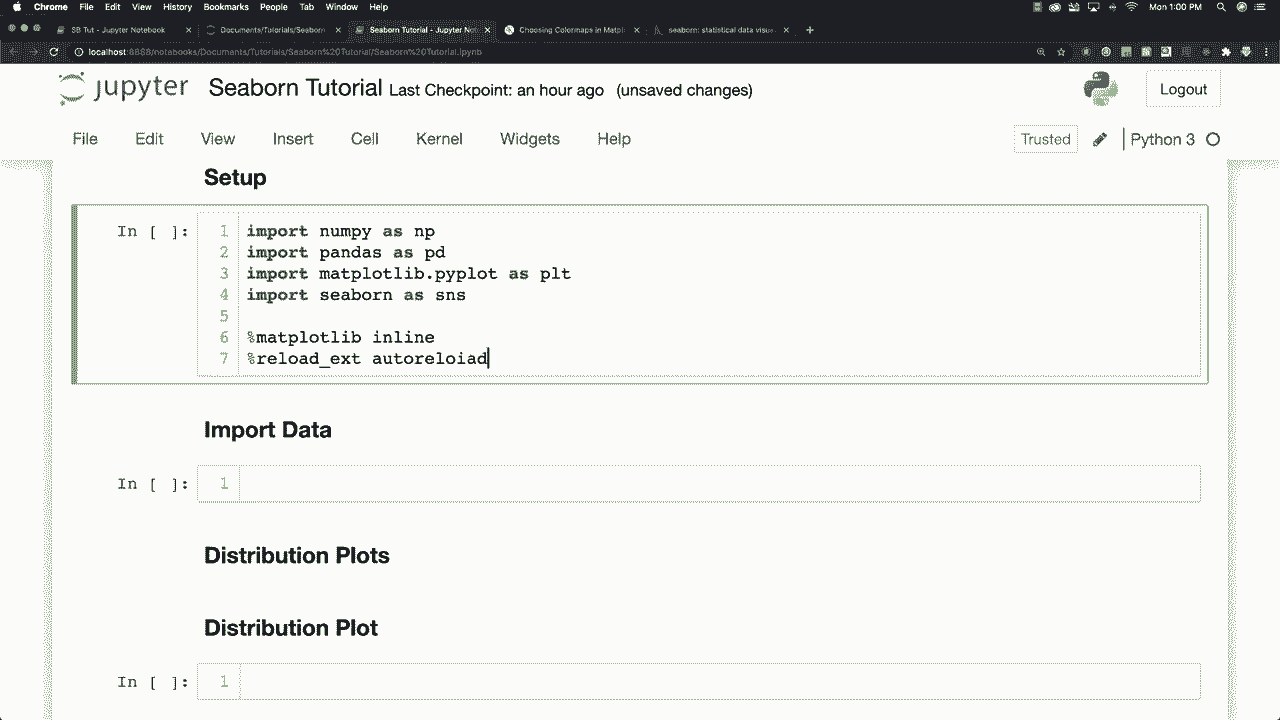 Chrome File Edit View History Bookmarks People Tab Window Help Mon 1:00 PM
SB Tut - Jupyter Notebook Documents/Tutorials/Seaborn Seaborn Tutorial - Jupyter Not Choosing Colormaps in Matpl seaborn: statistical data visua
localhost:8888/notebooks/Documents/Tutorials/Seaborn%20Tutorial/Seaborn%20Tutorial.ipynb
jupyter Seaborn Tutorial Last Checkpoint: an hour ago (unsaved changes) Logout
File Edit View Insert Cell Kernel Widgets Help Trusted Python 3
Setup
In [ ]: 1 import numpy as np
2 import pandas as pd
3 import matplotlib.pyplot as plt
4 import seaborn as sns
5
6 %matplotlib inline
7 %reload_ext autoreloiad
Import Data
In [ ]: 1
Distribution Plots
Distribution Plot
In [ ]: 1